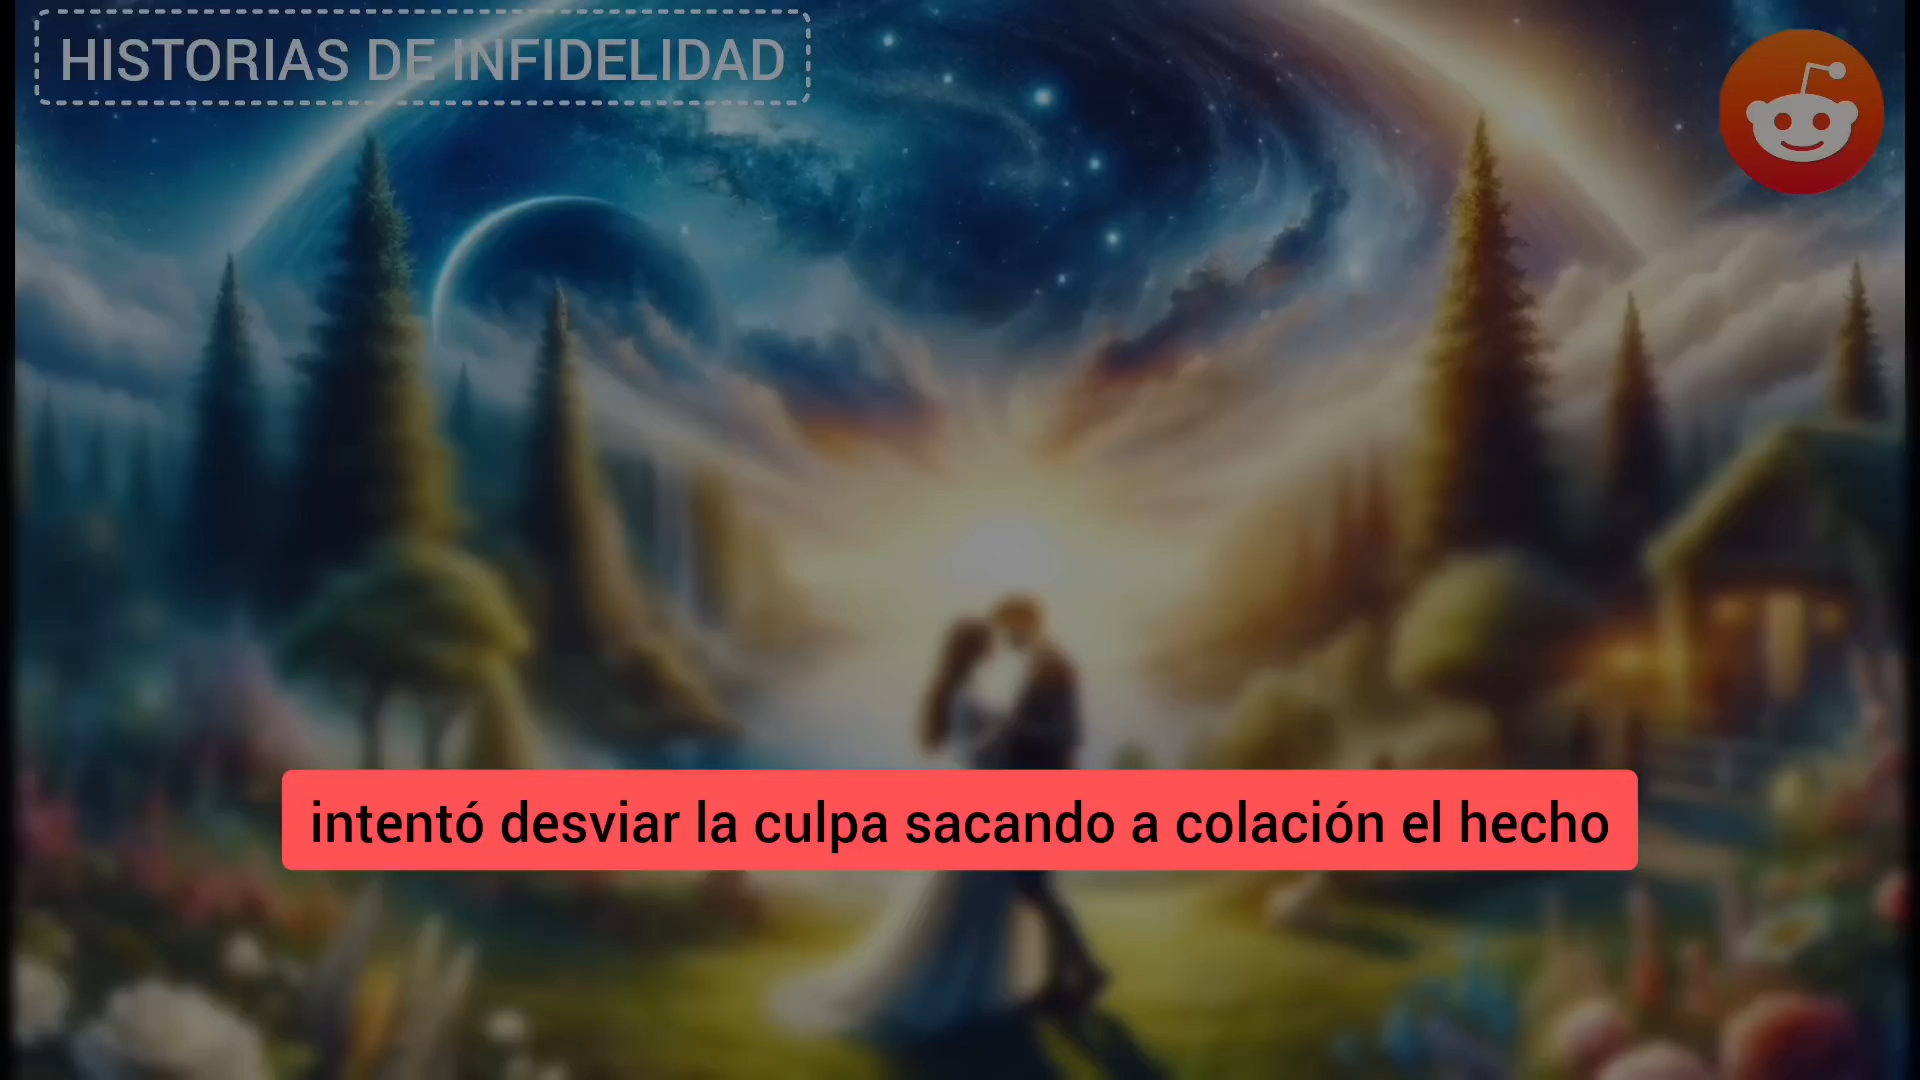 HISTORIAS DE INFIDELIDAD
intentó desviar la culpa sacando a colación el hecho